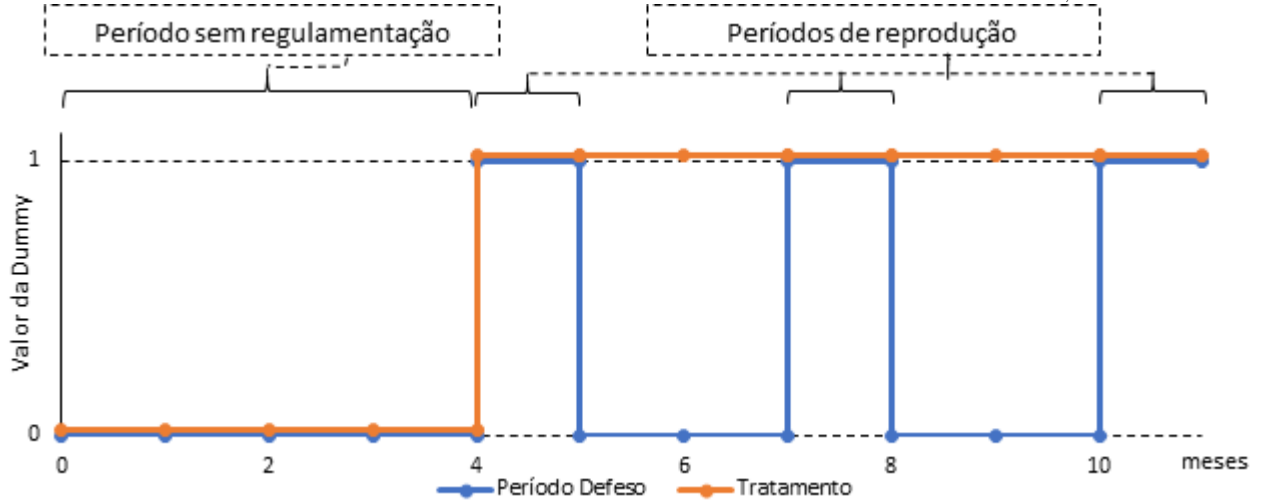 Período sem regulamentação
Períodos de reprodução
Valor da Dummy
1
0
0
2
4
6
8
10
meses
Período Defeso
Tratamento